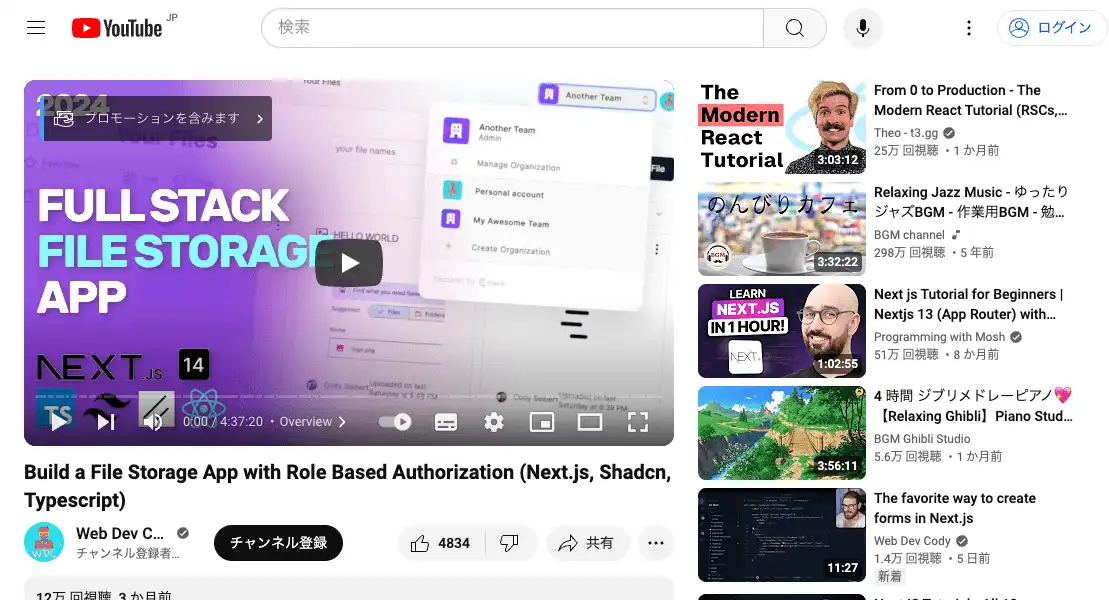 YouTube JP
検索
ログイン
2024
プロモーションを含みます
Your Files
your file names
HELLO WORLD
Another Team
Another Team
Admin
Manage Organization
Personal account
My Awesome Team
Create Organization
File
FULL STACK
FILE STORAGE
APP
NEXT.JS 14
TS
0:00 / 4:37:20 • Overview
Build a File Storage App with Role Based Authorization (Next.js, Shadcn,
Typescript)
Web Dev C...
チャンネル登録者...
チャンネル登録
4834
共有
12万 回視聴 3 か月前
The
Modern
React
Tutorial
3:03:12
From 0 to Production - The
Modern React Tutorial (RSCs,...
Theo - t3.gg
25万 回視聴 ・1 か月前
のんびりカフェ
BGM
3:32:22
Relaxing Jazz Music - ゆったり
ジャズBGM - 作業用BGM - 勉...
BGM channel
298万 回視聴 ・5 年前
LEARN
NEXT.JS
IN 1 HOUR!
NEXT
1:02:55
Next js Tutorial for Beginners |
Nextjs 13 (App Router) with...
Programming with Mosh
51万 回視聴 ・8 か月前
3:56:11
4 時間 ジブリメドレーピアノ💖
【Relaxing Ghibli】Piano Stud...
BGM Ghibli Studio
5.6万 回視聴 ・1 か月前
11:27
The favorite way to create
forms in Next.js
Web Dev Cody
1.4万 回視聴 ・5 日前
新着